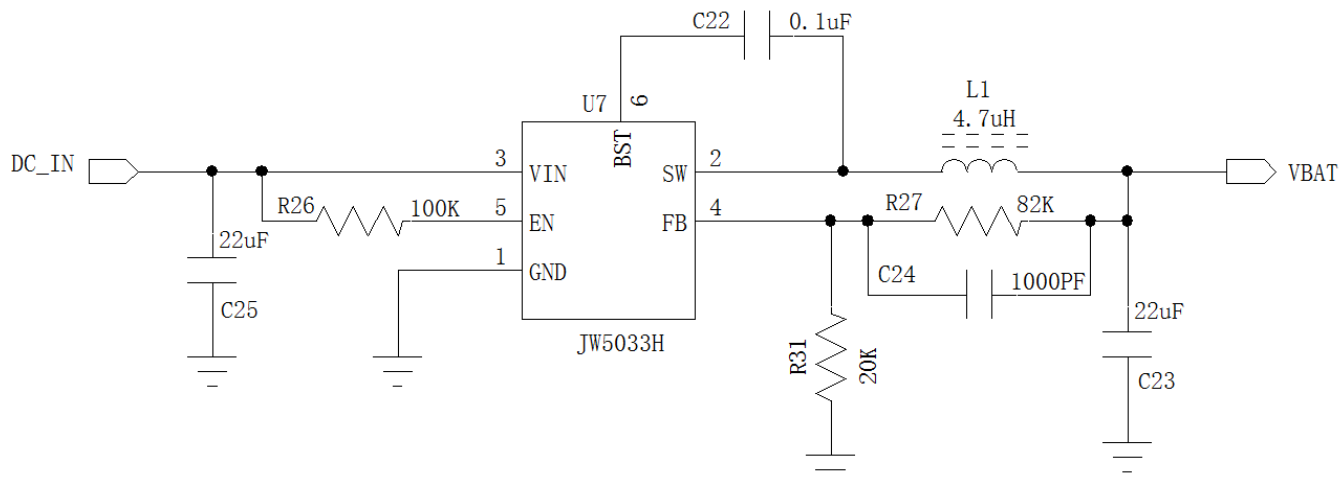 C22 0.1uF
U7
6
BST
L1
4.7uH
DC_IN
3
VIN
SW
2
VBAT
R26
100K
5
EN
FB
4
R27
82K
22uF
C25
1
GND
C24
1000PF
JW5033H
R31
20K
22uF
C23